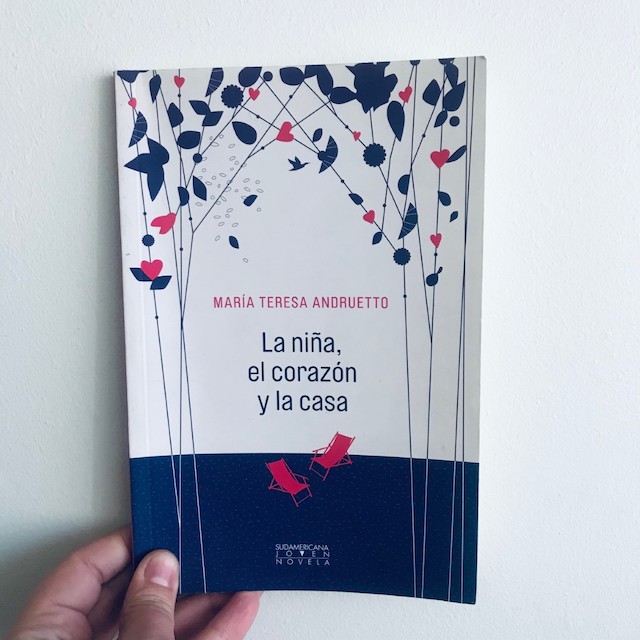 MARÍA TERESA ANDRUETTO
La niña,
el corazón
y la casa
SUDAMERICANA
JOVEN
NOVELA